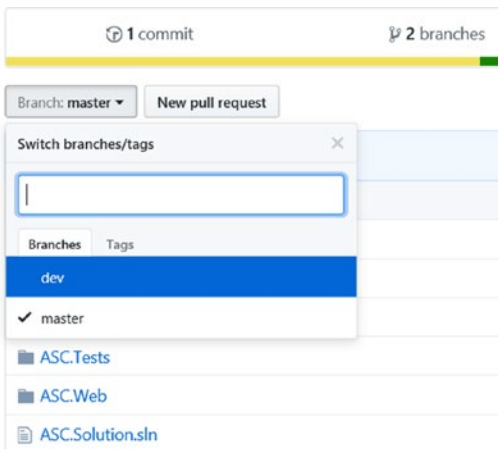 1 commit 2 branches
Branch: master New pull request
Switch branches/tags
Branches Tags
dev
master
ASC.Tests
ASC.Web
ASC.Solution.sln